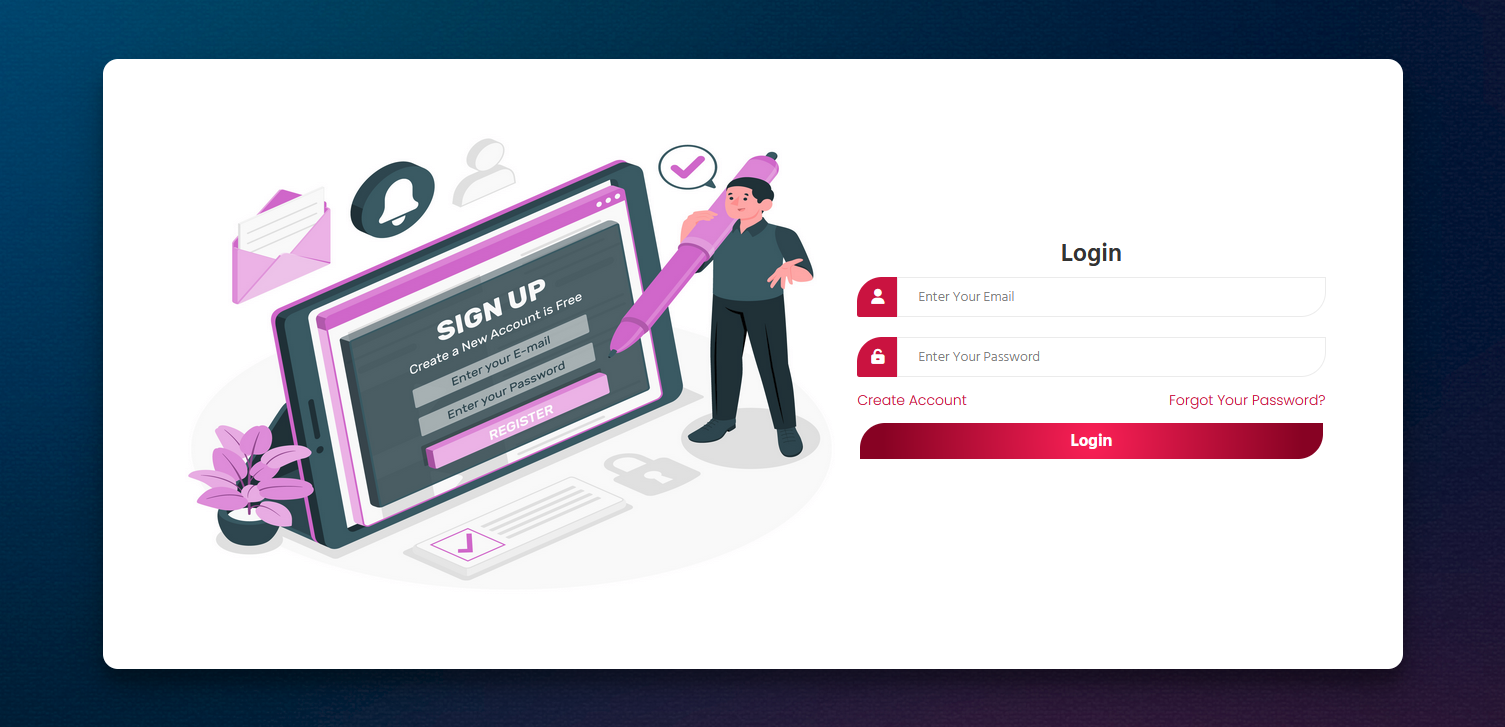 SIGN UP
Create a New Account is Free
Enter your E-mail
Enter your Password
REGISTER
Login
Enter Your Email
Enter Your Password
Create Account
Forgot Your Password?
Login